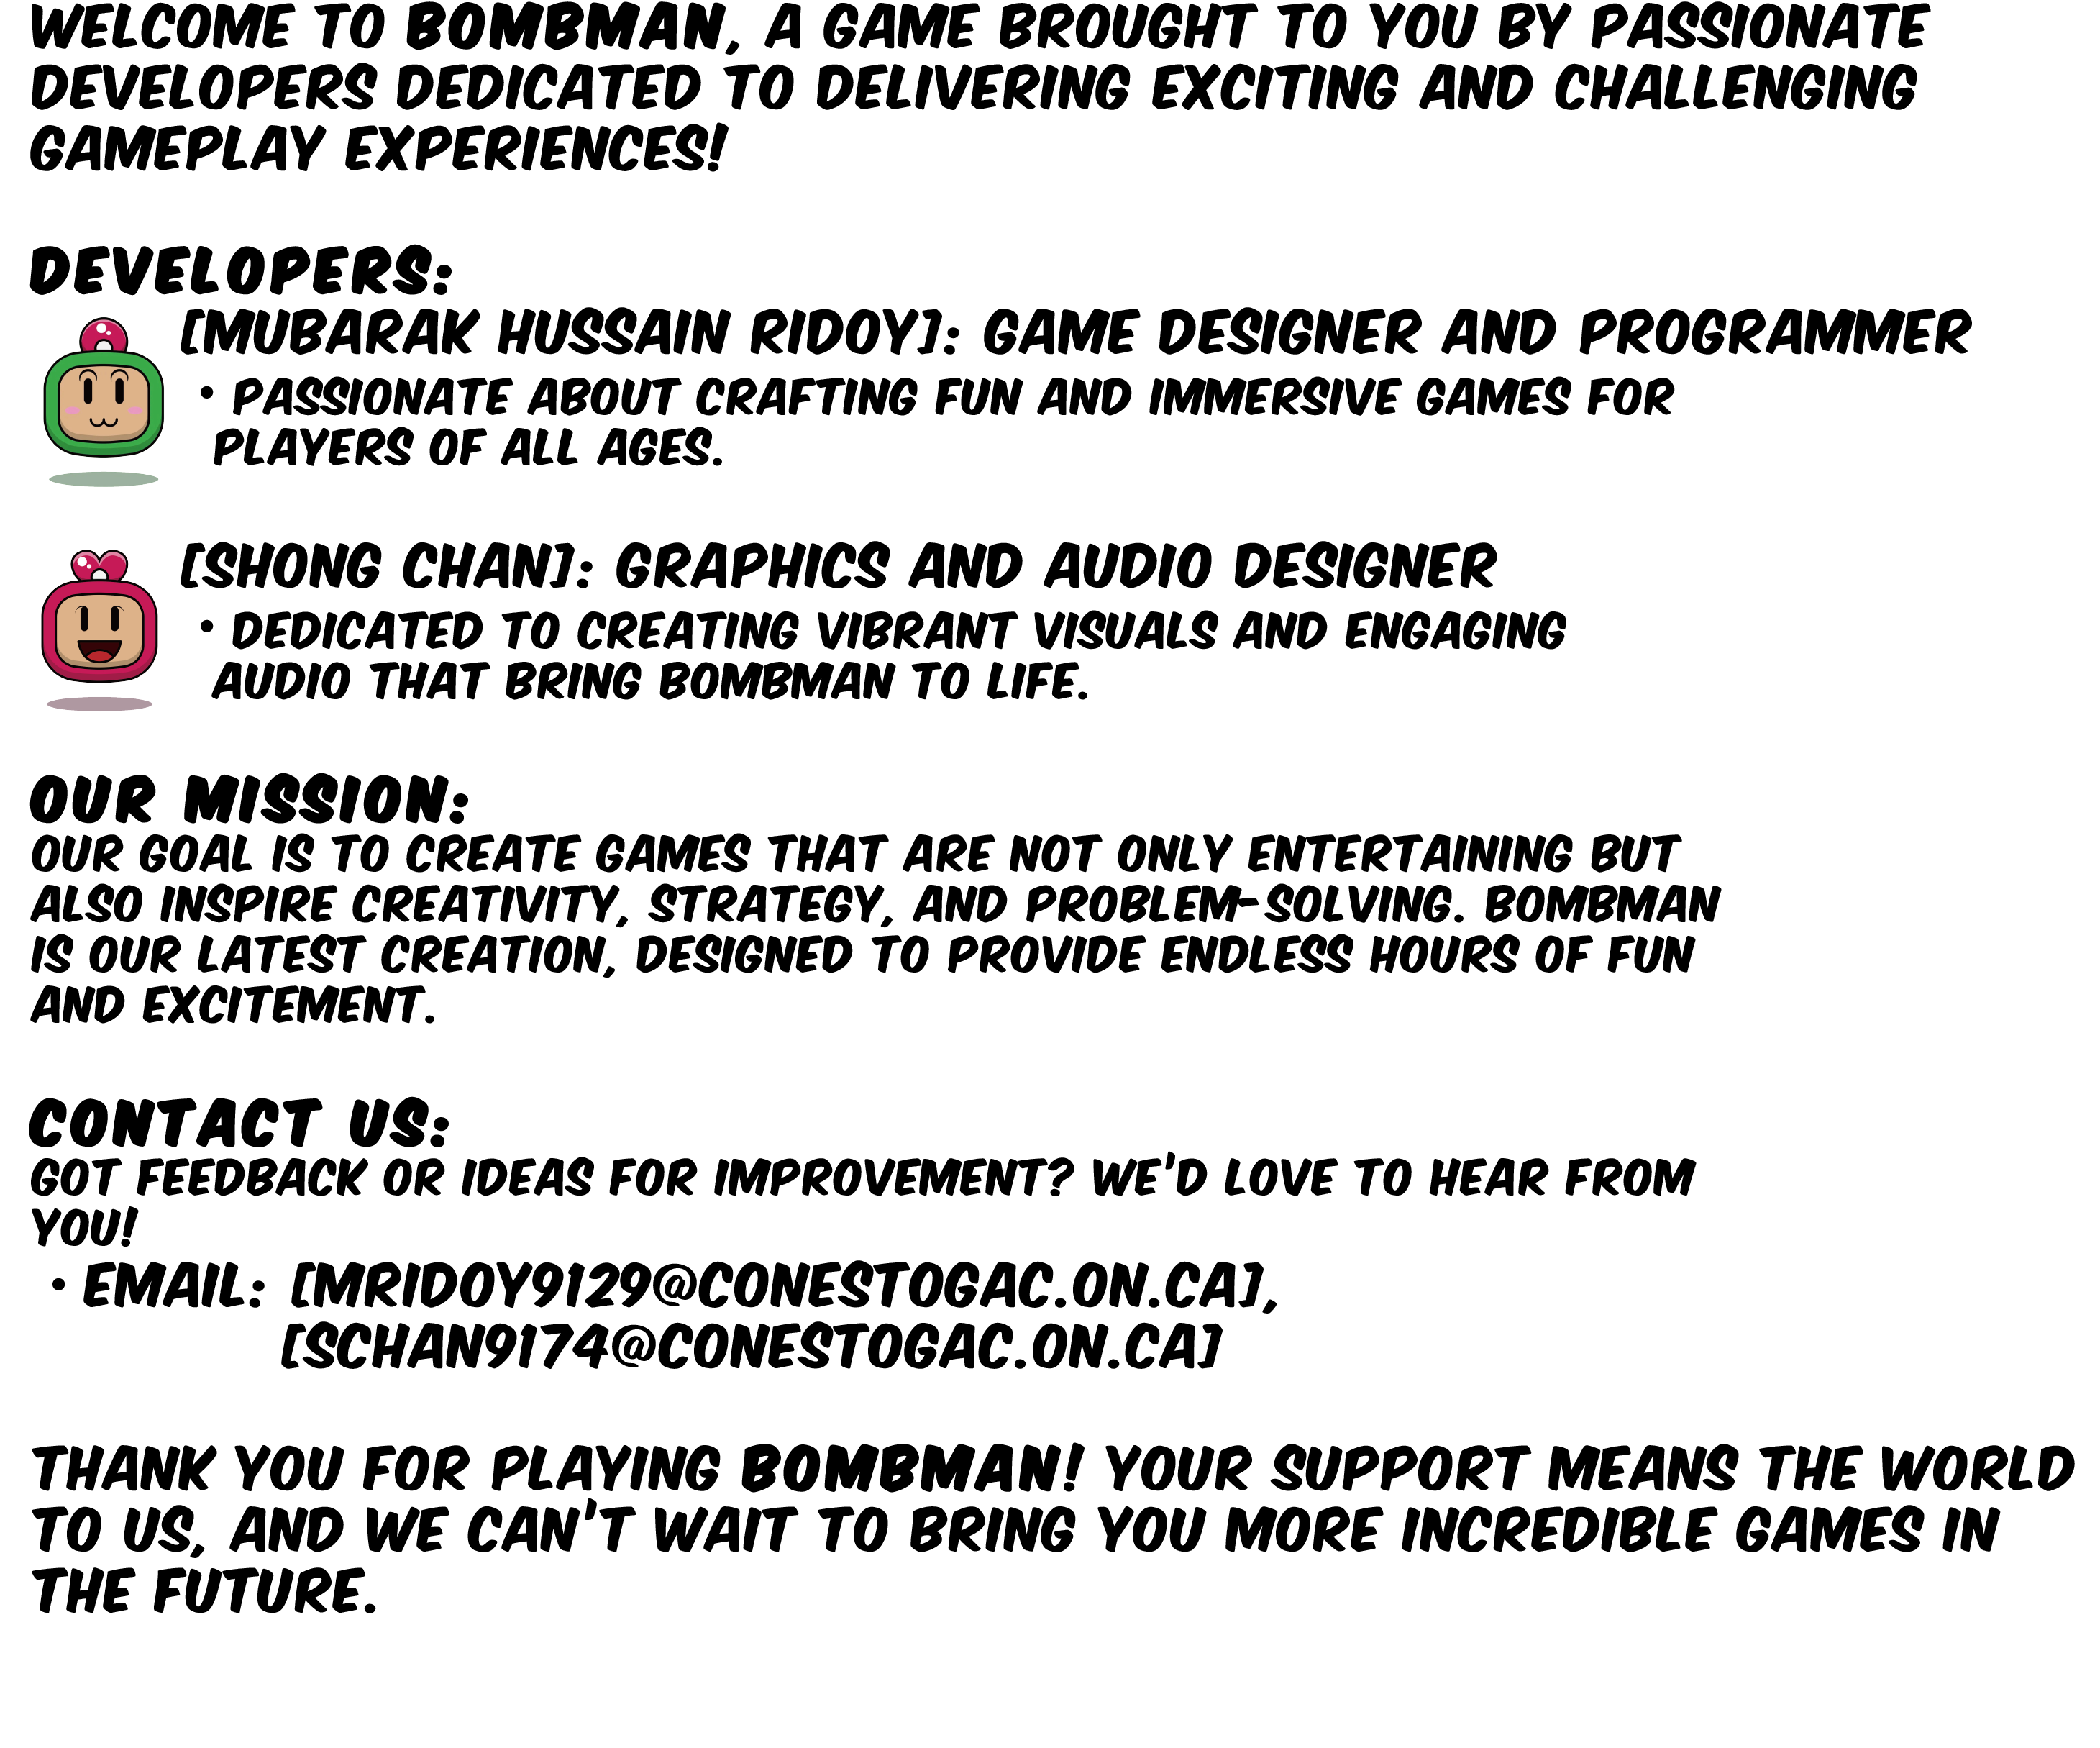 WELCOME TO BOMBMAN, A GAME BROUGHT TO YOU BY PASSIONATE
DEVELOPERS DEDICATED TO DELIVERING EXCITING AND CHALLENGING
GAMEPLAY EXPERIENCES!
DEVELOPERS:
[MUBARAK HUSSAIN RIDOY]: GAME DESIGNER AND PROGRAMMER
• PASSIONATE ABOUT CRAFTING FUN AND IMMERSIVE GAMES FOR
PLAYERS OF ALL AGES.
[SHONG CHAN]: GRAPHICS AND AUDIO DESIGNER
• DEDICATED TO CREATING VIBRANT VISUALS AND ENGAGING
AUDIO THAT BRING BOMBMAN TO LIFE.
OUR MISSION:
OUR GOAL IS TO CREATE GAMES THAT ARE NOT ONLY ENTERTAINING BUT
ALSO INSPIRE CREATIVITY, STRATEGY, AND PROBLEM-SOLVING. BOMBMAN
IS OUR LATEST CREATION, DESIGNED TO PROVIDE ENDLESS HOURS OF FUN
AND EXCITEMENT.
CONTACT US:
GOT FEEDBACK OR IDEAS FOR IMPROVEMENT? WE'D LOVE TO HEAR FROM
YOU!
• EMAIL: [MRIDOY9129@CONESTOGAC.ON.CA],
[SCHAN9174@CONESTOGAC.ON.CA]
THANK YOU FOR PLAYING BOMBMAN! YOUR SUPPORT MEANS THE WORLD
TO US, AND WE CAN'T WAIT TO BRING YOU MORE INCREDIBLE GAMES IN
THE FUTURE.